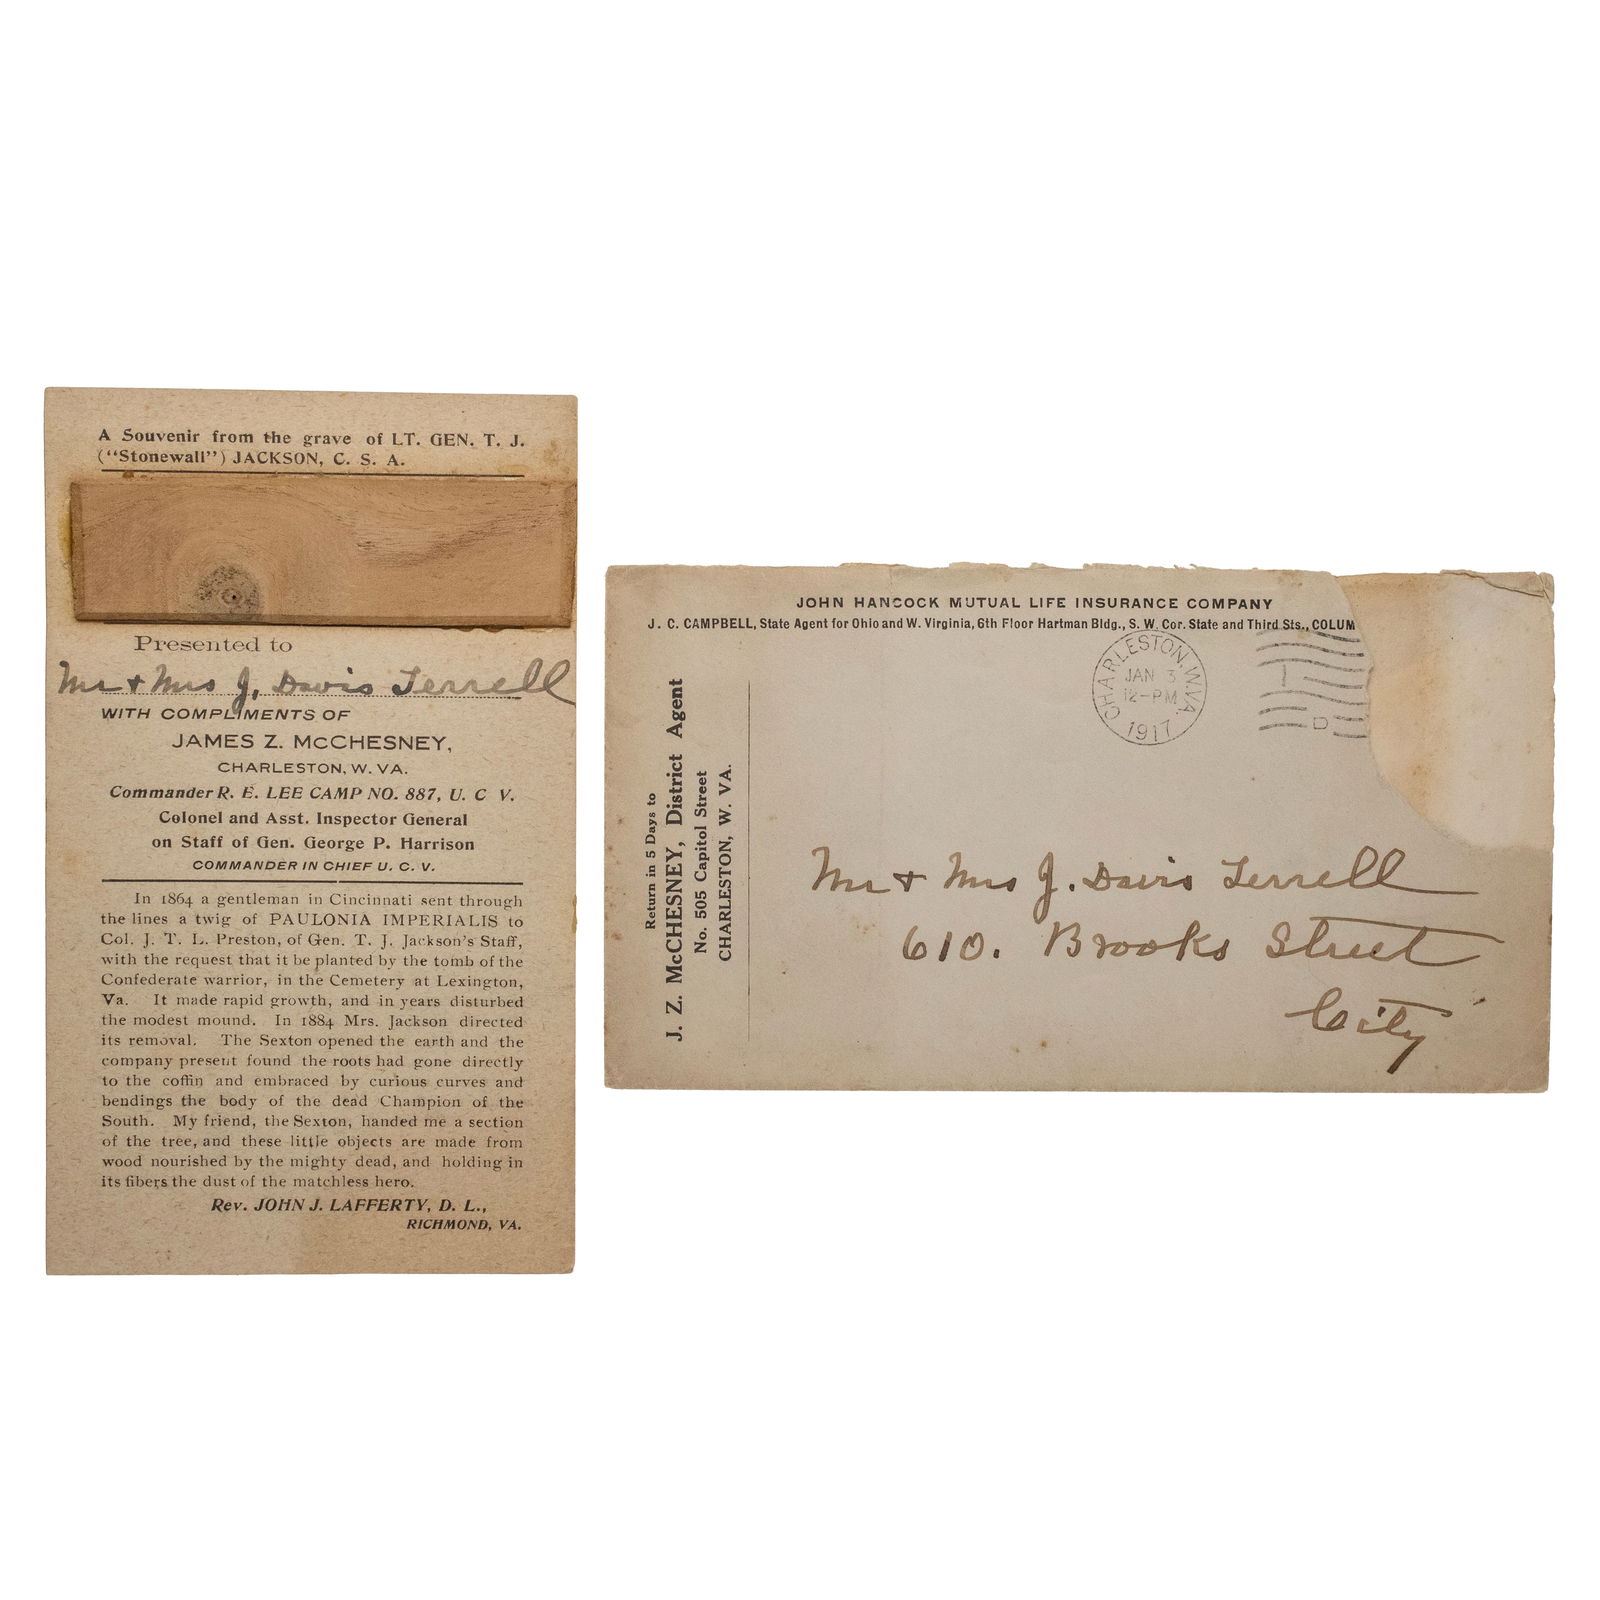 A Souvenir from the grave of LT. GEN. T. J.
("Stonewall") JACKSON, C. S. A.
Presented to
Mr + Mrs J. Davis Terrell
WITH COMPLIMENTS OF
JAMES Z. McCHESNEY,
CHARLESTON, W. VA.
Commander R. E. LEE CAMP NO. 887, U. C V.
Colonel and Asst. Inspector General
on Staff of Gen. George P. Harrison
COMMANDER IN CHIEF U. C. V.
In 1864 a gentleman in Cincinnati sent through
the lines a twig of PAULONIA IMPERIALIS to
Col. J. T. L. Preston, of Gen. T. J. Jackson's Staff,
with the request that it be planted by the tomb of the
Confederate warrior, in the Cemetery at Lexington,
Va. It made rapid growth, and in years disturbed
the modest mound. In 1884 Mrs. Jackson directed
its removal. The Sexton opened the earth and the
company present found the roots had gone directly
to the coffin and embraced by curious curves and
bendings the body of the dead Champion of the
South. My friend, the Sexton, handed me a section
of the tree, and these little objects are made from
wood nourished by the mighty dead, and holding in
its fibers the dust of the matchless hero.
Rev. JOHN J. LAFFERTY, D. L.,
RICHMOND, VA.
JOHN HANCOCK MUTUAL LIFE INSURANCE COMPANY
J. C. CAMPBELL, State Agent for Ohio and W. Virginia, 6th Floor Hartman Bldg., S. W. Cor. State and Third Sts., COLUM
CHARLESTON, W. VA.
JAN 3
12-PM
1917
D
Return in 5 Days to
J. Z. McCHESNEY, District Agent
No. 505 Capitol Street
CHARLESTON, W. VA.
Mr + Mrs J. Davis Terrell
610. Brooks Street
City